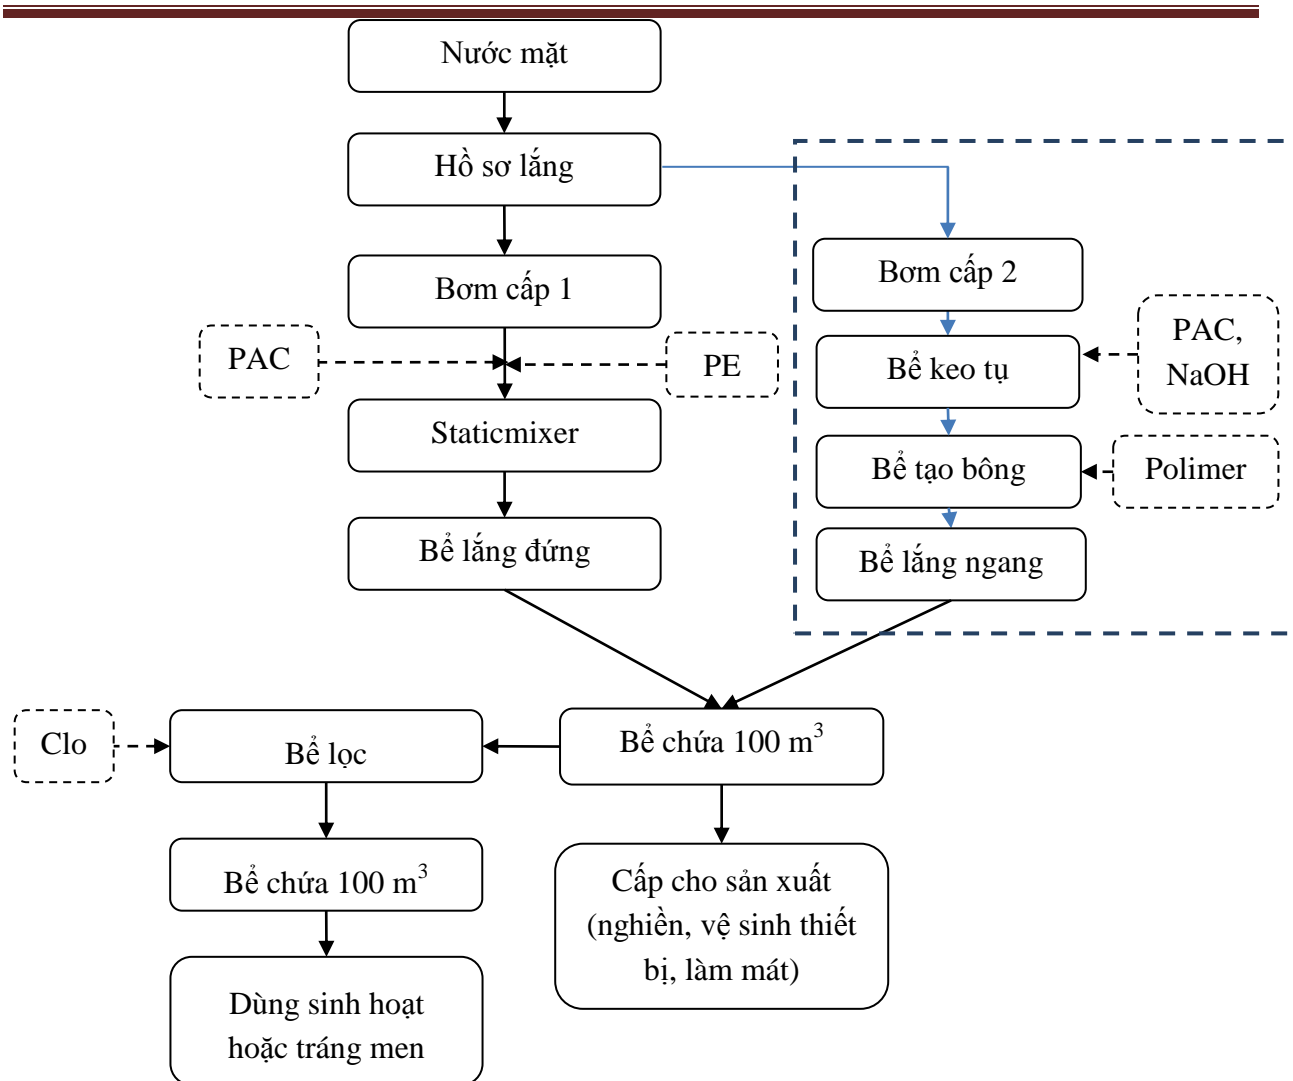 Nước mặt
Hồ sơ lắng
Bơm cấp 1
Bơm cấp 2
PAC
PE
PAC,
NaOH
Bể keo tụ
Staticmixer
Bể tạo bông
Polimer
Bể lắng đứng
Bể lắng ngang
Clo
Bể lọc
Bể chứa 100 m³
Bể chứa 100 m³
Cấp cho sản xuất
(nghiền, vệ sinh thiết
bị, làm mát)
Dùng sinh hoạt
hoặc tráng men